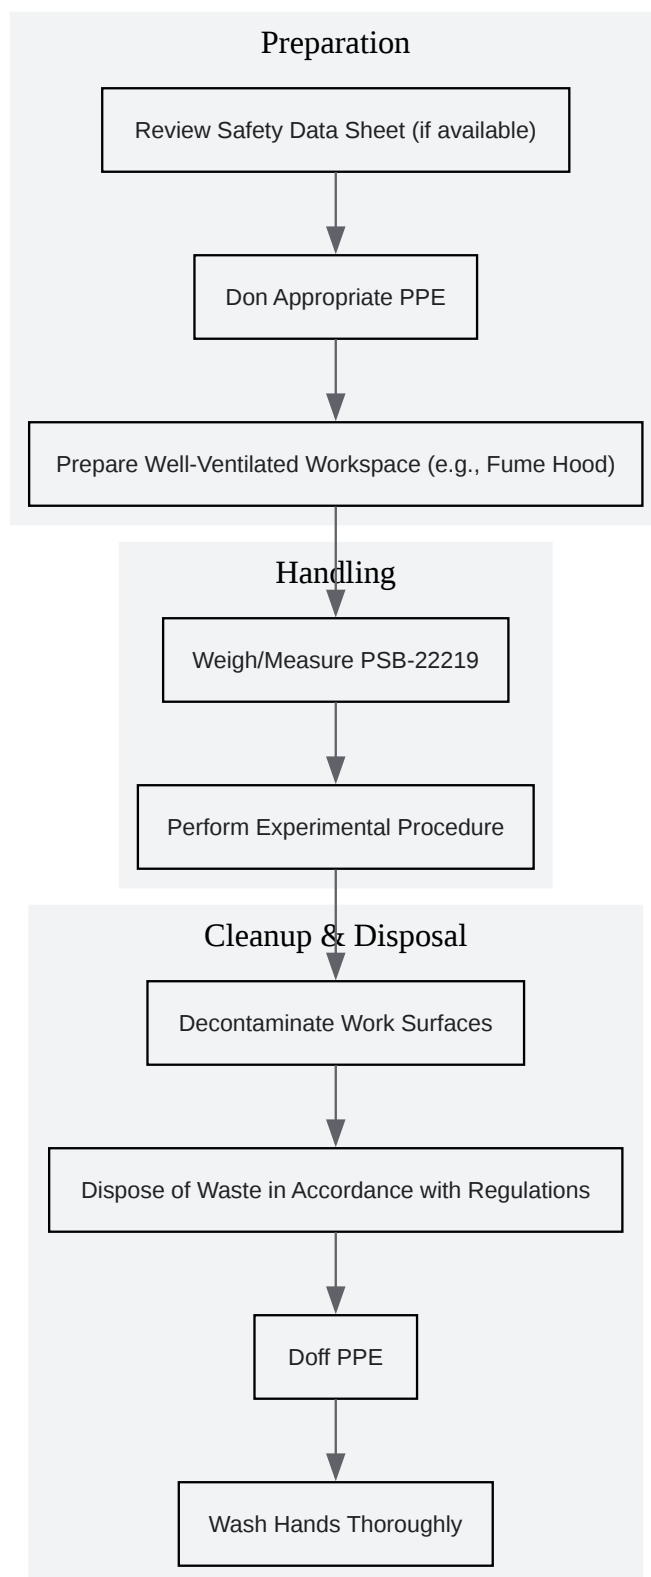 Preparation
Review Safety Data Sheet (if available)
Don Appropriate PPE
Prepare Well-Ventilated Workspace (e.g., Fume Hood)
Handling
Weigh/Measure PSB-22219
Perform Experimental Procedure
Cleanup & Disposal
Decontaminate Work Surfaces
Dispose of Waste in Accordance with Regulations
Doff PPE
Wash Hands Thoroughly